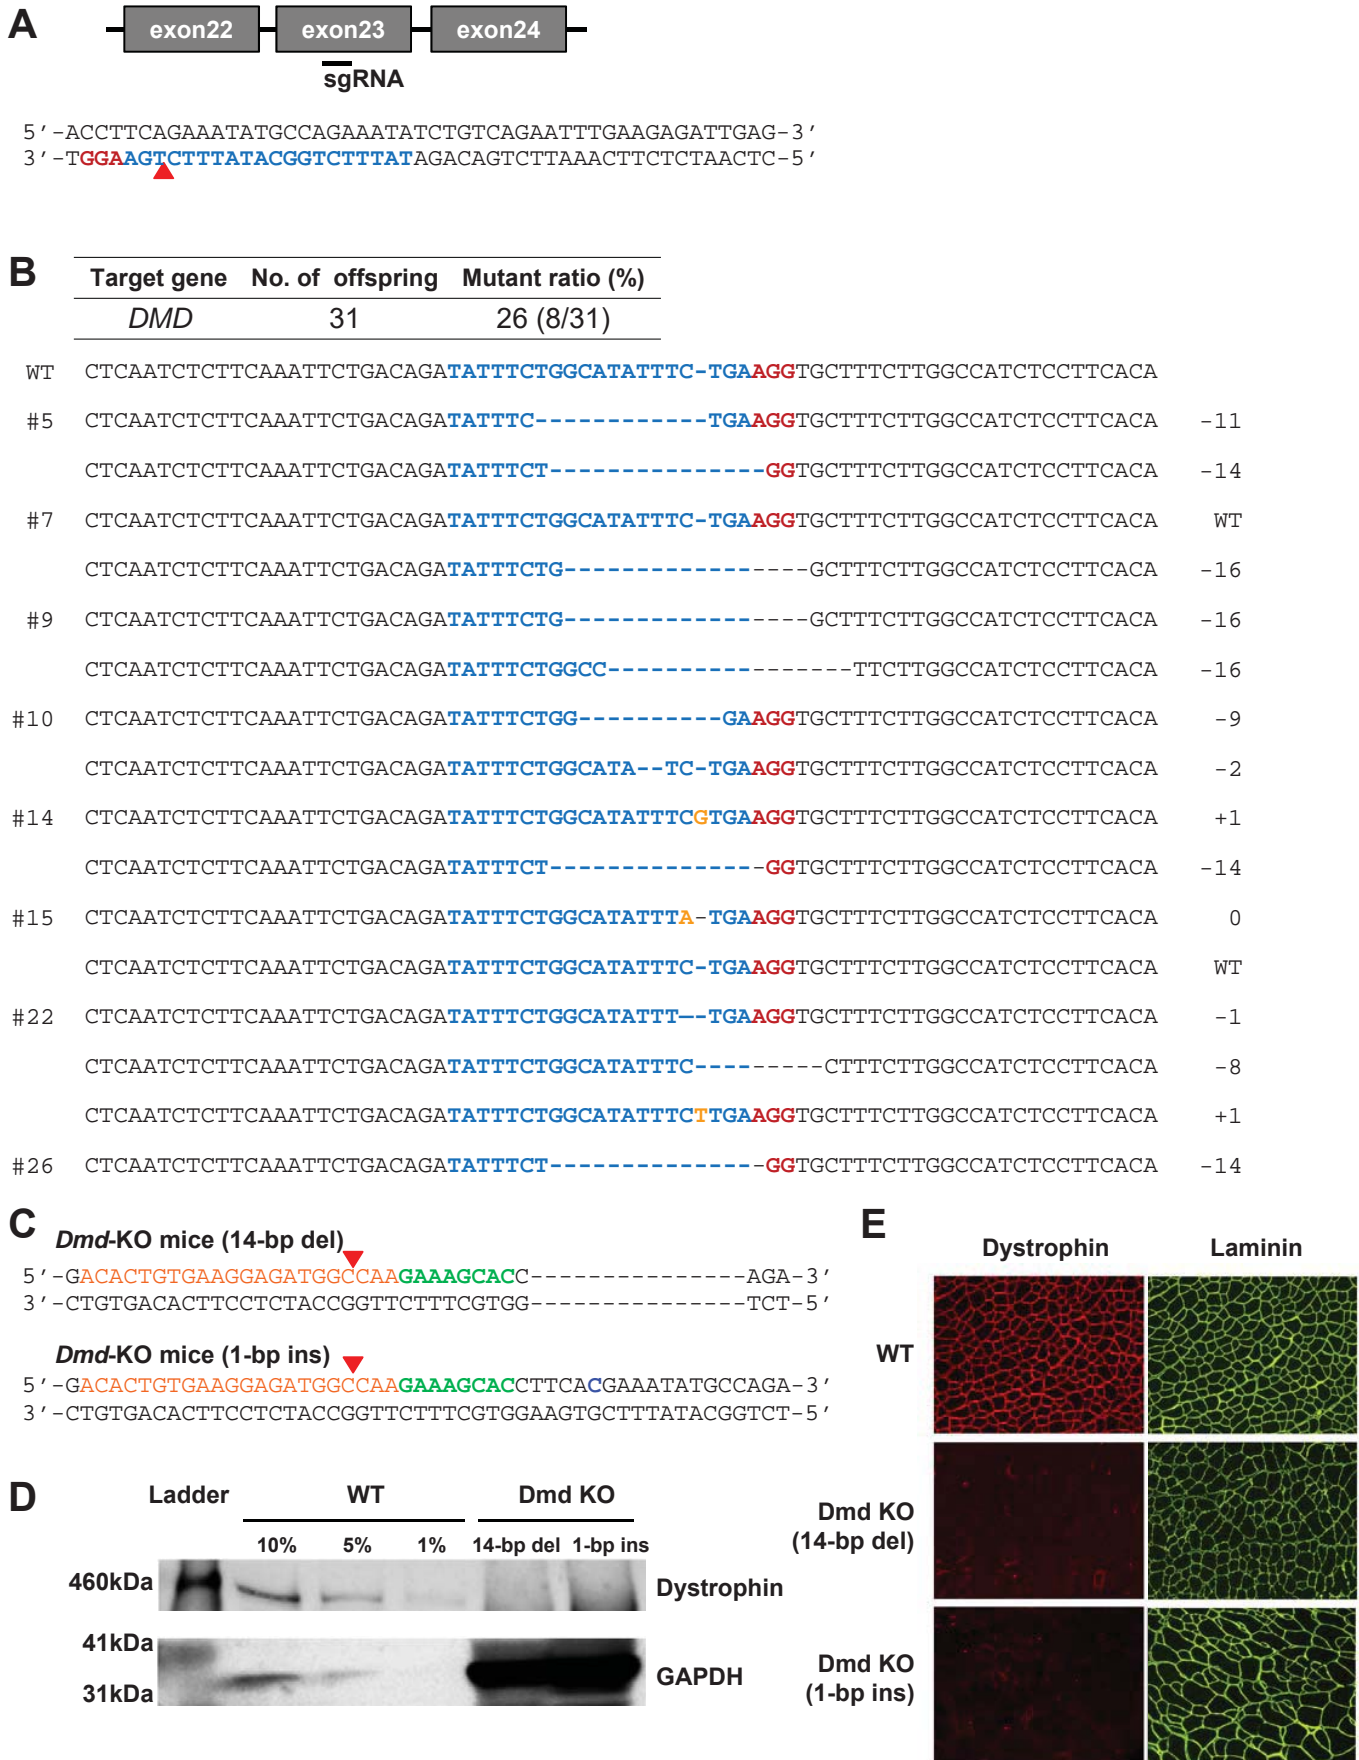 A
exon22 exon23 exon24
sgRNA
5′-ACCTTCAGAAATATGCCAGAAATATCTGTCAGAATTTGAAGAGATTGAG-3′
3′-TGGAAGTCTTTATACGGTCTTTATAGACAGTCTTAAACTTCTCTAACTC-5′
B
Target gene No. of offspring Mutant ratio (%)
DMD 31 26 (8/31)
WT CTCAATCTCTTCAAATTCTGACAGATATTTCTGGCATATTTC-TGAAGGTGCTTTCTTGGCCATCTCCTTCACA
#5 CTCAATCTCTTCAAATTCTGACAGATATTTC------------TGAAGGTGCTTTCTTGGCCATCTCCTTCACA -11
CTCAATCTCTTCAAATTCTGACAGATATTTCT---------------GGTGCTTTCTTGGCCATCTCCTTCACA -14
#7 CTCAATCTCTTCAAATTCTGACAGATATTTCTGGCATATTTC-TGAAGGTGCTTTCTTGGCCATCTCCTTCACA WT
CTCAATCTCTTCAAATTCTGACAGATATTTCTG-----------------GCTTTCTTGGCCATCTCCTTCACA -16
#9 CTCAATCTCTTCAAATTCTGACAGATATTTCTG-----------------GCTTTCTTGGCCATCTCCTTCACA -16
CTCAATCTCTTCAAATTCTGACAGATATTTCTGGCC-----------------TTCTTGGCCATCTCCTTCACA -16
#10 CTCAATCTCTTCAAATTCTGACAGATATTTCTGG----------GAAGGTGCTTTCTTGGCCATCTCCTTCACA -9
CTCAATCTCTTCAAATTCTGACAGATATTTCTGGCATA--TC-TGAAGGTGCTTTCTTGGCCATCTCCTTCACA -2
#14 CTCAATCTCTTCAAATTCTGACAGATATTTCTGGCATATTTCGTGAAGGTGCTTTCTTGGCCATCTCCTTCACA +1
CTCAATCTCTTCAAATTCTGACAGATATTTCT---------------GGTGCTTTCTTGGCCATCTCCTTCACA -14
#15 CTCAATCTCTTCAAATTCTGACAGATATTTCTGGCATATTTA-TGAAGGTGCTTTCTTGGCCATCTCCTTCACA 0
CTCAATCTCTTCAAATTCTGACAGATATTTCTGGCATATTTC-TGAAGGTGCTTTCTTGGCCATCTCCTTCACA WT
#22 CTCAATCTCTTCAAATTCTGACAGATATTTCTGGCATATTT--TGAAGGTGCTTTCTTGGCCATCTCCTTCACA -1
CTCAATCTCTTCAAATTCTGACAGATATTTCTGGCATATTTC---------CTTTCTTGGCCATCTCCTTCACA -8
CTCAATCTCTTCAAATTCTGACAGATATTTCTGGCATATTTCTTGAAGGTGCTTTCTTGGCCATCTCCTTCACA +1
#26 CTCAATCTCTTCAAATTCTGACAGATATTTCT---------------GGTGCTTTCTTGGCCATCTCCTTCACA -14
C
Dmd-KO mice (14-bp del)
5′-GACACTGTGAAGGAGATGGCCAAGAAAGCACC---------------AGA-3′
3′-CTGTGACACTTCCTCTACCGGTTCTTTCGTGG---------------TCT-5′
Dmd-KO mice (1-bp ins)
5′-GACACTGTGAAGGAGATGGCCAAGAAAGCACCTTCACGAAATATGCCAGA-3′
3′-CTGTGACACTTCCTCTACCGGTTCTTTCGTGGAAGTGCTTTATACGGTCT-5′
D
Ladder WT Dmd KO
10% 5% 1% 14-bp del 1-bp ins
460kDa Dystrophin
41kDa
31kDa GAPDH
E
Dystrophin Laminin
WT
Dmd KO
(14-bp del)
Dmd KO
(1-bp ins)